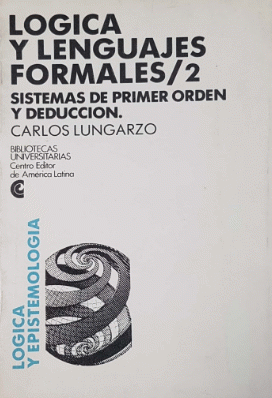 LOGICA
Y LENGUAJES
FORMALES/2
SISTEMAS DE PRIMER ORDEN
Y DEDUCCION.
CARLOS LUNGARZO
BIBLIOTECAS
UNIVERSITARIAS
Centro Editor
de América Latina
LOGICA
Y EPISTEMOLOGIA